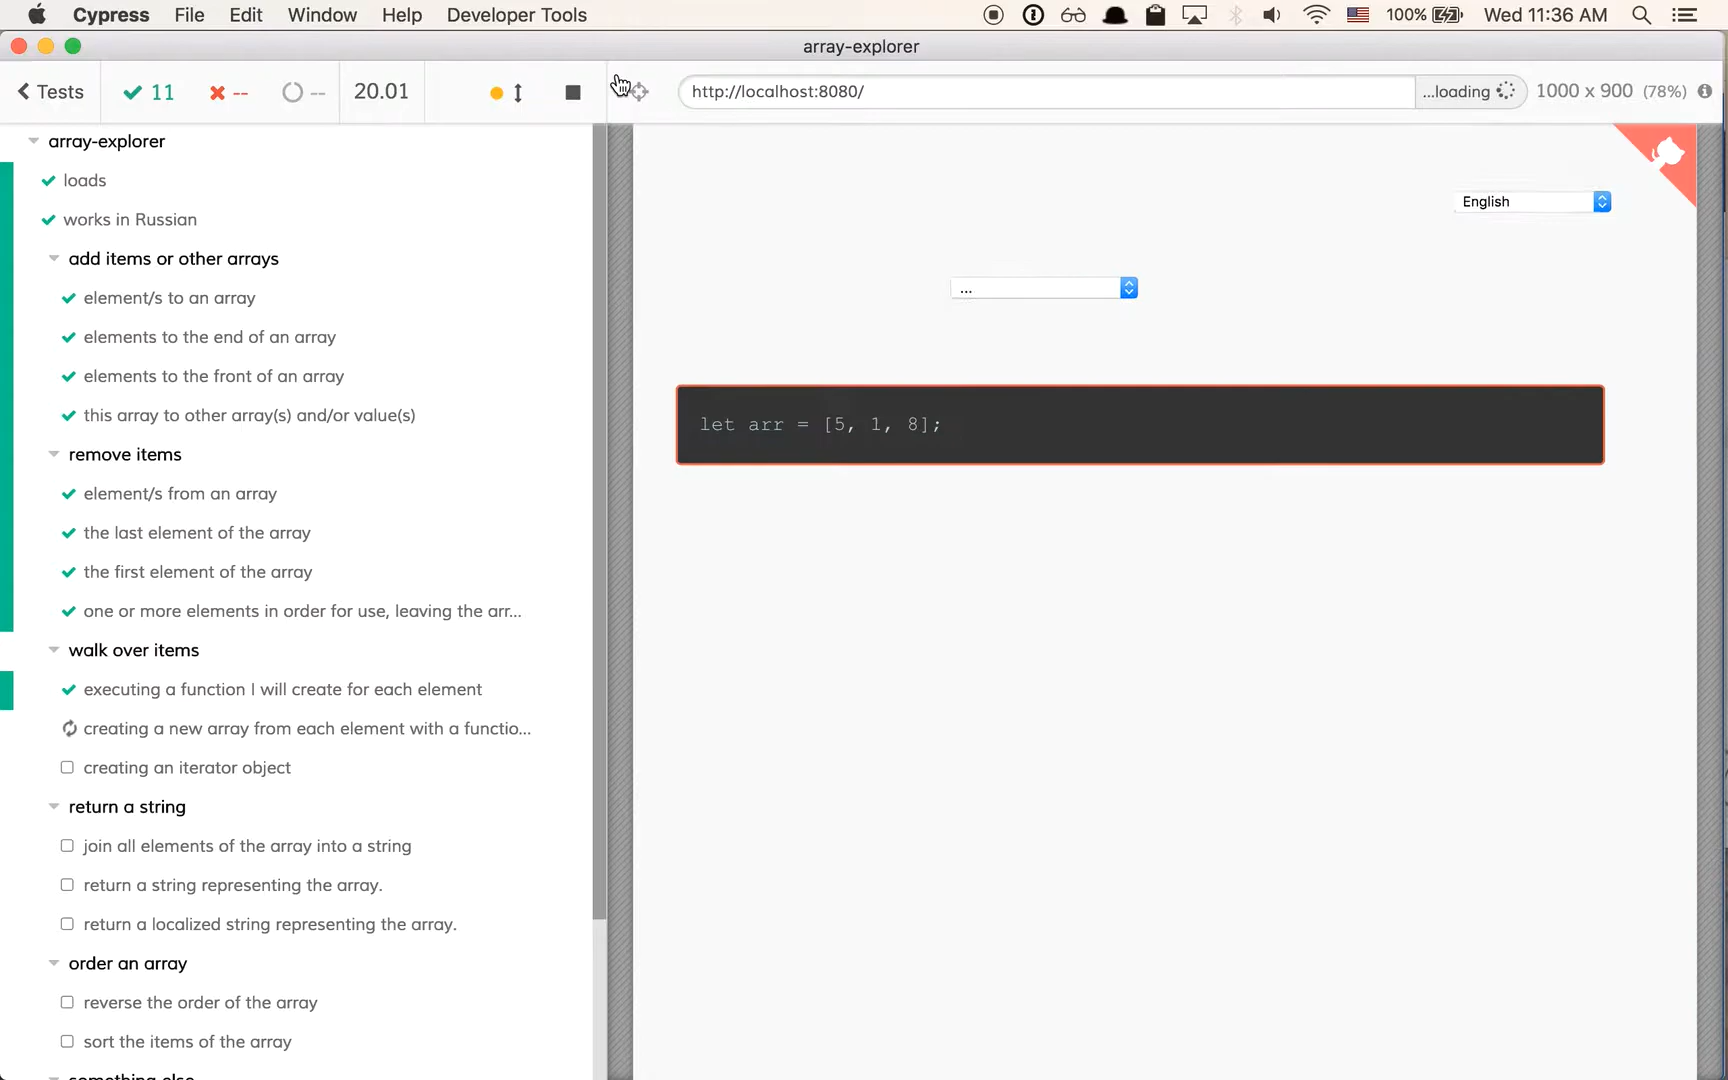 Cypress File Edit Window Help Developer Tools 100% Wed 11:36 AM
array-explorer
Tests 11 -- -- 20.01 http://localhost:8080/ ...loading 1000 x 900 (78%)
array-explorer
loads
works in Russian
add items or other arrays
element/s to an array
elements to the end of an array
elements to the front of an array
this array to other array(s) and/or value(s)
remove items
element/s from an array
the last element of the array
the first element of the array
one or more elements in order for use, leaving the arr...
walk over items
executing a function I will create for each element
creating a new array from each element with a functio...
creating an iterator object
return a string
join all elements of the array into a string
return a string representing the array.
return a localized string representing the array.
order an array
reverse the order of the array
sort the items of the array
something else
English
...
let arr = [5, 1, 8];